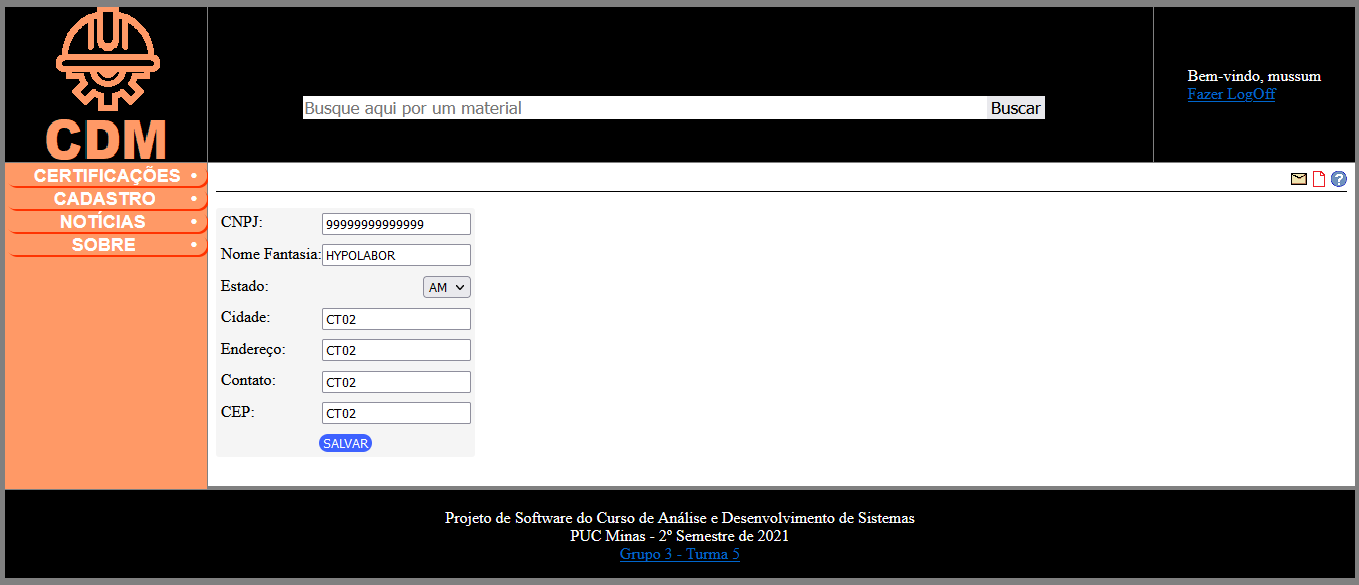 CDM
Busque aqui por um material Buscar
Bem-vindo, mussum
Fazer LogOff
CERTIFICAÇÕES •
CADASTRO •
NOTÍCIAS •
SOBRE •
?
CNPJ: 99999999999999
Nome Fantasia: HYPOLABOR
Estado: AM
Cidade: CT02
Endereço: CT02
Contato: CT02
CEP: CT02
SALVAR
Projeto de Software do Curso de Análise e Desenvolvimento de Sistemas
PUC Minas - 2º Semestre de 2021
Grupo 3 - Turma 5